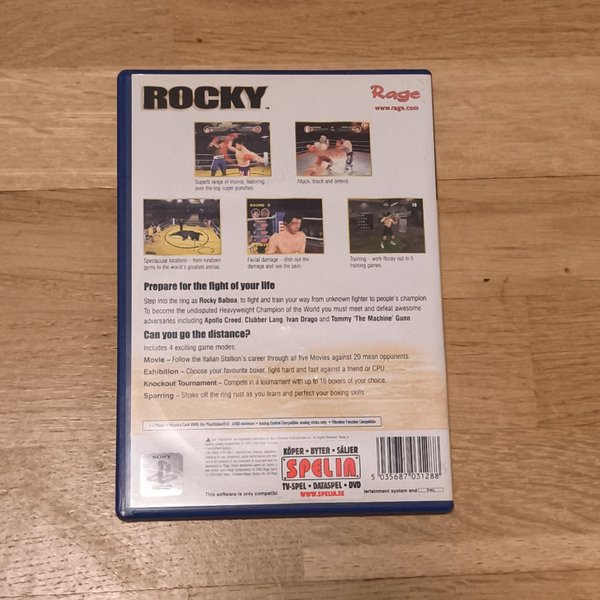 ROCKY™
Rage
www.rage.com
Superb range of moves, featuring
over-the-top super punches.
Attack, block and defend.
Spectacular locations – from rundown
gyms to the world's greatest arenas.
Facial damage – dish out the
damage and see the pain.
Training – work Rocky out in 5
training games.
Prepare for the fight of your life
Step into the ring as Rocky Balboa, to fight and train your way from unknown fighter to people's champion.
To become the undisputed Heavyweight Champion of the World you must meet and defeat awesome
adversaries including Apollo Creed, Clubber Lang, Ivan Drago and Tommy 'The Machine' Gunn.
Can you go the distance?
Includes 4 exciting game modes:
Movie – Follow the Italian Stallion's career through all five Movies against 20 mean opponents.
Exhibition – Choose your favourite boxer, fight hard and fast against a friend or CPU.
Knockout Tournament – Compete in a tournament with up to 16 boxers of your choice.
Sparring – Shake off the ring rust as you learn and perfect your boxing skills.
SONY
KÖPER • BYTER • SÄLJER
SPELIA
TV-SPEL • DATASPEL • DVD
WWW.SPELIA.SE
5 035687 031288
This software is only compatibl
tertainment system and
PAL